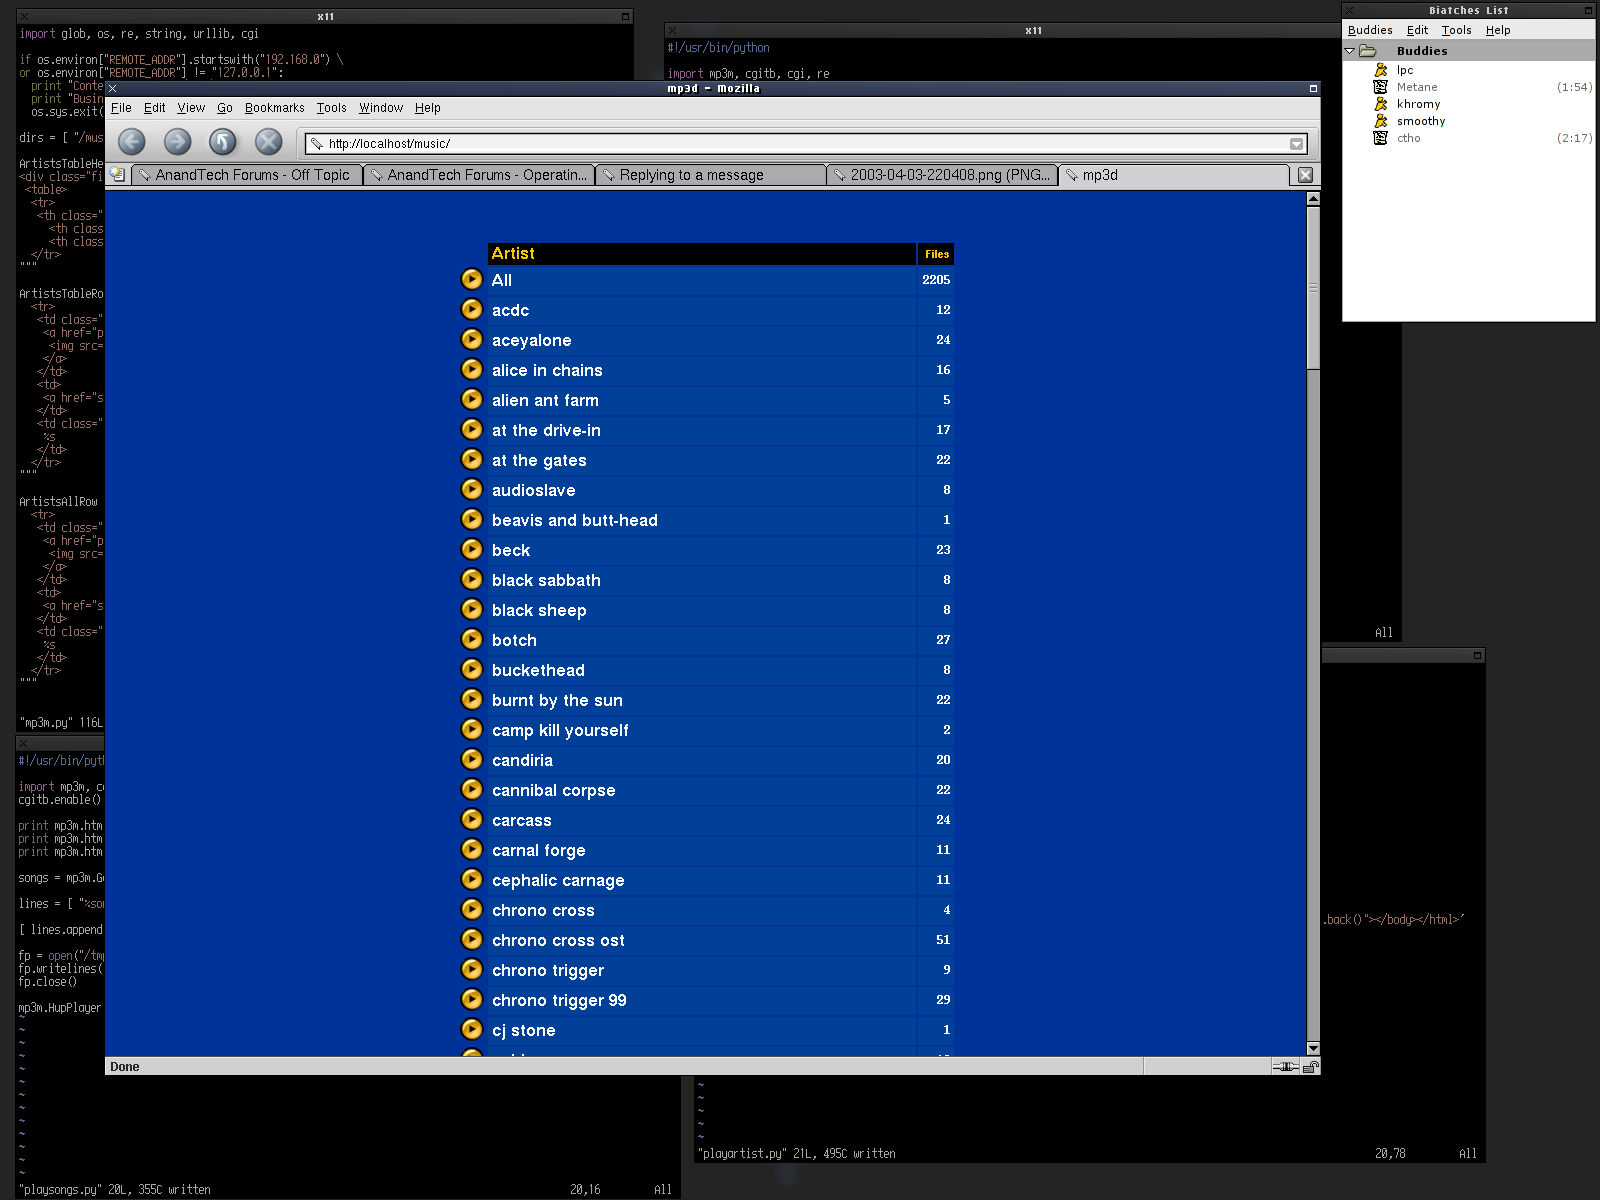 x11
import glob, os, re, string, urllib, cgi
if os.environ["REMOTE_ADDR"].startswith("192.168.0") \
or os.environ["REMOTE_ADDR"] != "127.0.0.1":
print "Conte
print "Busin
os.sys.exit(
dirs = [ "/mus
ArtistsTableHe
<div class="fi
<table>
<tr>
<th class="
<th class
<th class
</tr>
"""
ArtistsTableRo
<tr>
<td class="
<a href="p
<img src=
</a>
</td>
<td>
<a href="s
</td>
<td class="
%s
</td>
</tr>
"""
ArtistsAllRow
<tr>
<td class="
<a href="p
<img src=
</a>
</td>
<td>
<a href="s
</td>
<td class="
%s
</td>
</tr>
"""
"mp3m.py" 116L
x11
#!/usr/bin/python
import mp3m, cgitb, cgi, re
All
Biatches List
Buddies Edit Tools Help
Buddies
lpc
Metane (1:54)
khromy
smoothy
ctho (2:17)
mp3d - Mozilla
File Edit View Go Bookmarks Tools Window Help
http://localhost/music/
AnandTech Forums - Off Topic
AnandTech Forums - Operatin...
Replying to a message
2003-04-03-220408.png (PNG...
mp3d
Artist Files
All 2205
acdc 12
aceyalone 24
alice in chains 16
alien ant farm 5
at the drive-in 17
at the gates 22
audioslave 8
beavis and butt-head 1
beck 23
black sabbath 8
black sheep 8
botch 27
buckethead 8
burnt by the sun 22
camp kill yourself 2
candiria 20
cannibal corpse 22
carcass 24
carnal forge 11
cephalic carnage 11
chrono cross 4
chrono cross ost 51
chrono trigger 9
chrono trigger 99 29
cj stone 1
Done
#!/usr/bin/pyth
import mp3m, c
cgitb.enable()
print mp3m.htm
print mp3m.htm
print mp3m.htm
songs = mp3m.G
lines = [ "%so
[ lines.append
fp = open("/tm
fp.writelines(
fp.close()
mp3m.HupPlayer
~
~
~
~
~
~
~
~
~
~
~
~
~
"playsongs.py" 20L, 355C written 20,16 All
.back()"></body></html>'
~
~
~
~
~
"playartist.py" 21L, 495C written 20,78 All